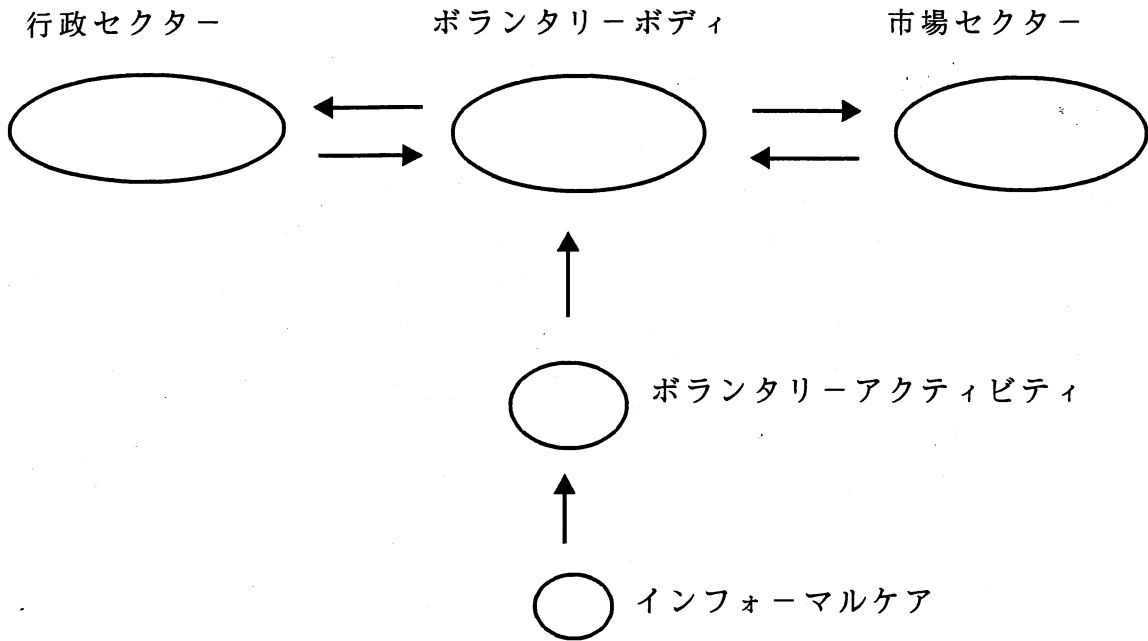 行政セクター
ボランタリーボディ
市場セクター
ボランタリーアクティビティ
インフォーマルケア